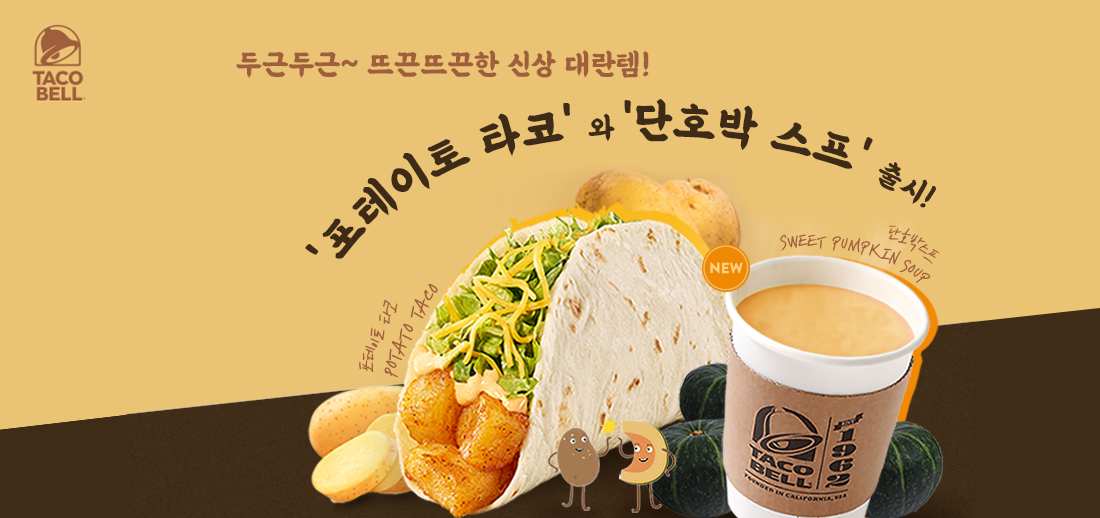 TACO
BELL
두근두근~ 뜨끈뜨끈한 신상 대란템!
'포테이토 타코' 와 '단호박 스프' 출시!
단호박스프
SWEET PUMPKIN SOUP
NEW
포테이토 타코
POTATO TACO
TACO
BELL
EST 1962
FOUNDED IN CALIFORNIA, USA